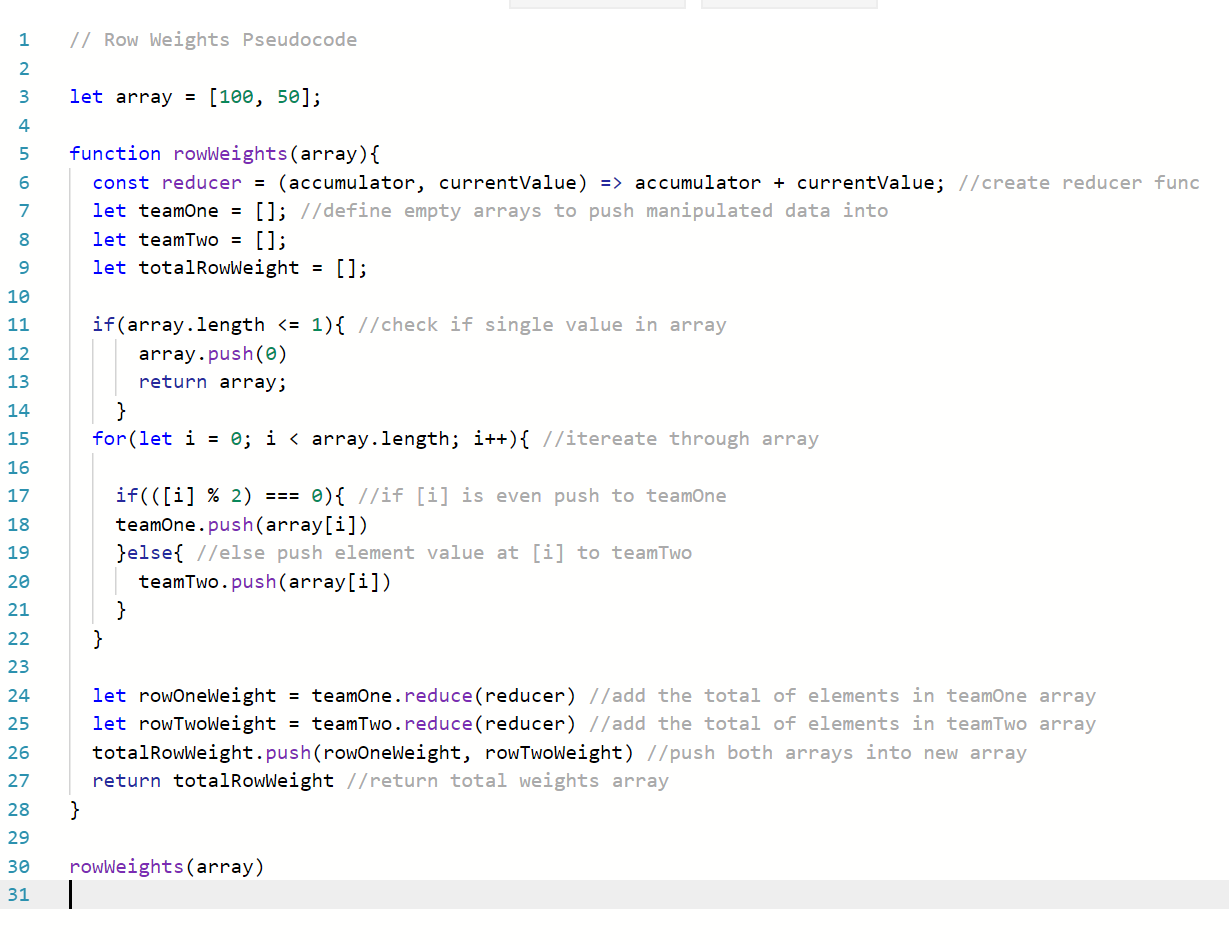 1 // Row Weights Pseudocode
2
3 let array = [100, 50];
4
5 function rowWeights(array){
6   const reducer = (accumulator, currentValue) => accumulator + currentValue; //create reducer func
7   let teamOne = []; //define empty arrays to push manipulated data into
8   let teamTwo = [];
9   let totalRowWeight = [];
10
11   if(array.length <= 1){ //check if single value in array
12       array.push(0)
13       return array;
14     }
15   for(let i = 0; i < array.length; i++){ //itereate through array
16
17     if(([i] % 2) === 0){ //if [i] is even push to teamOne
18     teamOne.push(array[i])
19     }else{ //else push element value at [i] to teamTwo
20       teamTwo.push(array[i])
21     }
22   }
23
24   let rowOneWeight = teamOne.reduce(reducer) //add the total of elements in teamOne array
25   let rowTwoWeight = teamTwo.reduce(reducer) //add the total of elements in teamTwo array
26   totalRowWeight.push(rowOneWeight, rowTwoWeight) //push both arrays into new array
27   return totalRowWeight //return total weights array
28 }
29
30 rowWeights(array)
31